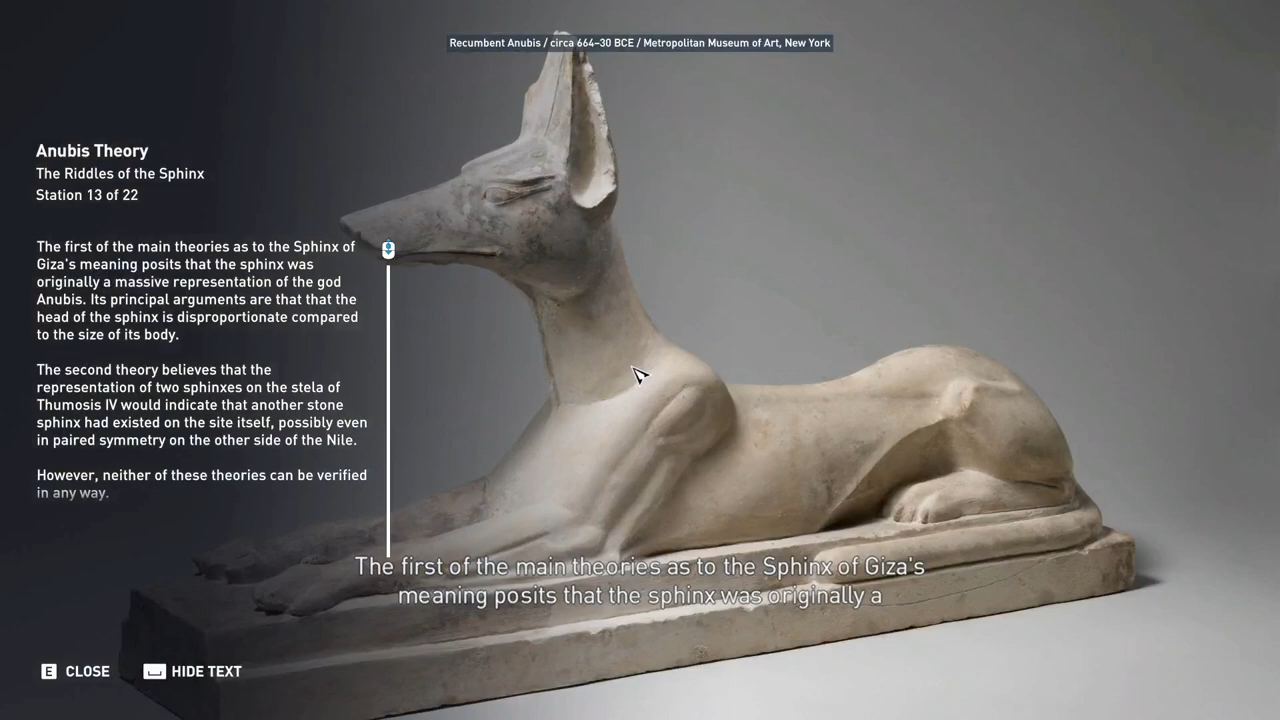 Recumbent Anubis / circa 664–30 BCE / Metropolitan Museum of Art, New York
Anubis Theory
The Riddles of the Sphinx
Station 13 of 22
The first of the main theories as to the Sphinx of
Giza's meaning posits that the sphinx was
originally a massive representation of the god
Anubis. Its principal arguments are that that the
head of the sphinx is disproportionate compared
to the size of its body.
The second theory believes that the
representation of two sphinxes on the stela of
Thumosis IV would indicate that another stone
sphinx had existed on the site itself, possibly even
in paired symmetry on the other side of the Nile.
However, neither of these theories can be verified
in any way.
The first of the main theories as to the Sphinx of Giza's
meaning posits that the sphinx was originally a
E CLOSE HIDE TEXT